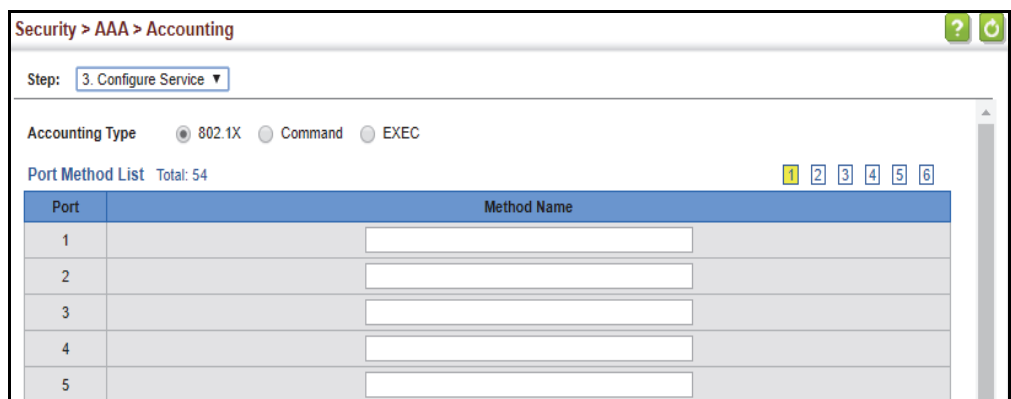 Security > AAA > Accounting
?
Step: 3. Configure Service
Accounting Type 802.1X Command EXEC
Port Method List Total: 54 1 2 3 4 5 6
Port Method Name
1
2
3
4
5